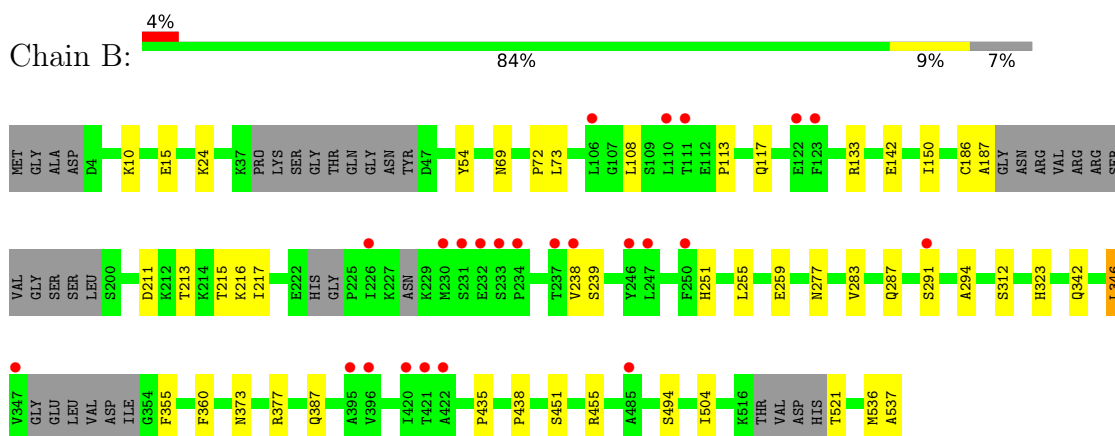 4%
Chain B:
84% 9% 7%
MET GLY ALA ASP D4 K10 E15 K24 K37 PRO LYS SER GLY THR GLN GLY ASN TYR D47 Y54 N69 P72 L73 L106 G107 L108 S109 L110 T111 E112 P113 Q117 E122 F123 R133 E142 I150 C186 A187 GLY ASN ARG VAL ARG ARG SER
VAL GLY SER SER LEU S200 D211 K212 T213 K214 T215 K216 I217 E222 HIS GLY P225 I226 K227 ASN K229 M230 S231 E232 S233 P234 T237 V238 S239 Y246 L247 F250 H251 L255 E259 N277 V283 Q287 S291 A294 S312 H323 Q342 L346
V347 GLY GLU LEU VAL ASP ILE G354 F355 F360 N373 R377 Q387 A395 V396 I420 T421 A422 P435 P438 S451 R455 A485 S494 I504 K516 THR VAL ASP HIS T521 M536 A537